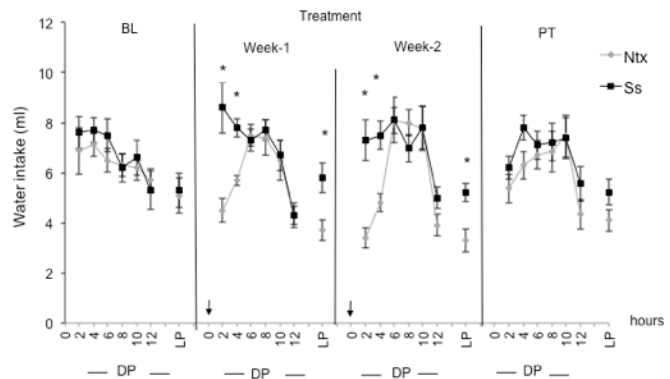 Treatment
BL
Week-1
Week-2
PT
Ntx
Ss
Water intake (ml)
12
10
8
6
4
2
0
* * *
* * *
0 2 4 6 8 10 12 LP
0 2 4 6 8 10 12 LP
0 2 4 6 8 10 12 LP
0 2 4 6 8 10 12 LP
hours
DP
DP
DP
DP